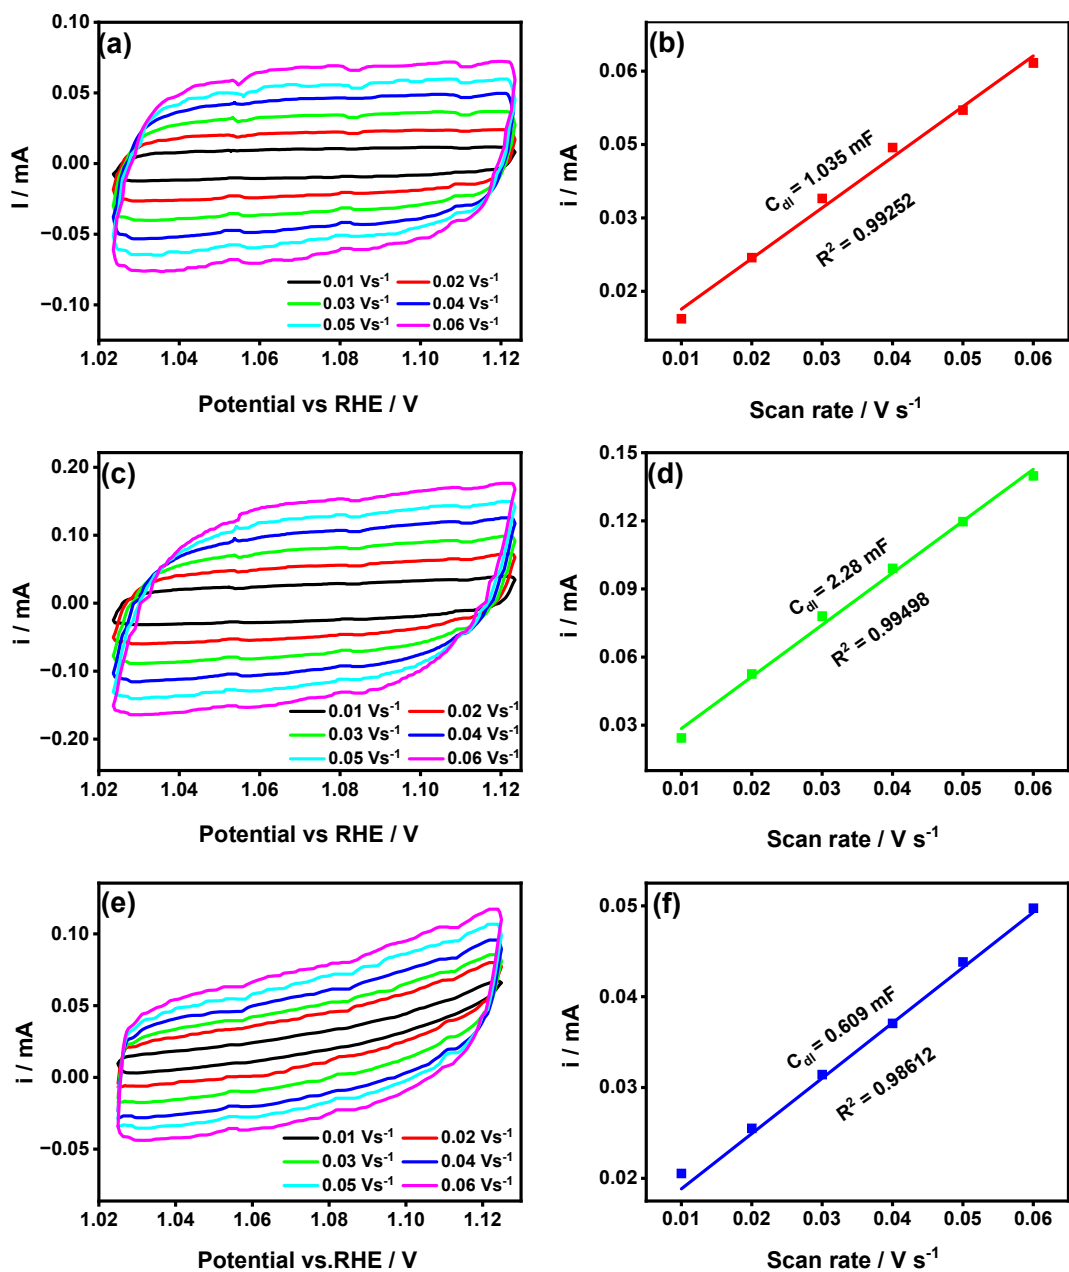 (a)
0.10
0.05
0.00
−0.05
−0.10
I / mA
1.02 1.04 1.06 1.08 1.10 1.12
Potential vs RHE / V
0.01 Vs-1 0.02 Vs-1
0.03 Vs-1 0.04 Vs-1
0.05 Vs-1 0.06 Vs-1
(b)
0.06
0.05
0.03
0.02
i / mA
Cdl = 1.035 mF
R2 = 0.99252
0.01 0.02 0.03 0.04 0.05 0.06
Scan rate / V s-1
(c)
0.20
0.10
0.00
−0.10
−0.20
i / mA
0.01 Vs-1 0.02 Vs-1
0.03 Vs-1 0.04 Vs-1
0.05 Vs-1 0.06 Vs-1
1.02 1.04 1.06 1.08 1.10 1.12
Potential vs RHE / V
(d)
0.15
0.12
0.09
0.06
0.03
i / mA
Cdl = 2.28 mF
R2 = 0.99498
0.01 0.02 0.03 0.04 0.05 0.06
Scan rate / V s-1
(e)
0.10
0.05
0.00
−0.05
i / mA
0.01 Vs-1 0.02 Vs-1
0.03 Vs-1 0.04 Vs-1
0.05 Vs-1 0.06 Vs-1
1.02 1.04 1.06 1.08 1.10 1.12
Potential vs.RHE / V
(f)
0.05
0.04
0.03
0.02
i / mA
Cdl = 0.609 mF
R2 = 0.98612
0.01 0.02 0.03 0.04 0.05 0.06
Scan rate / V s-1